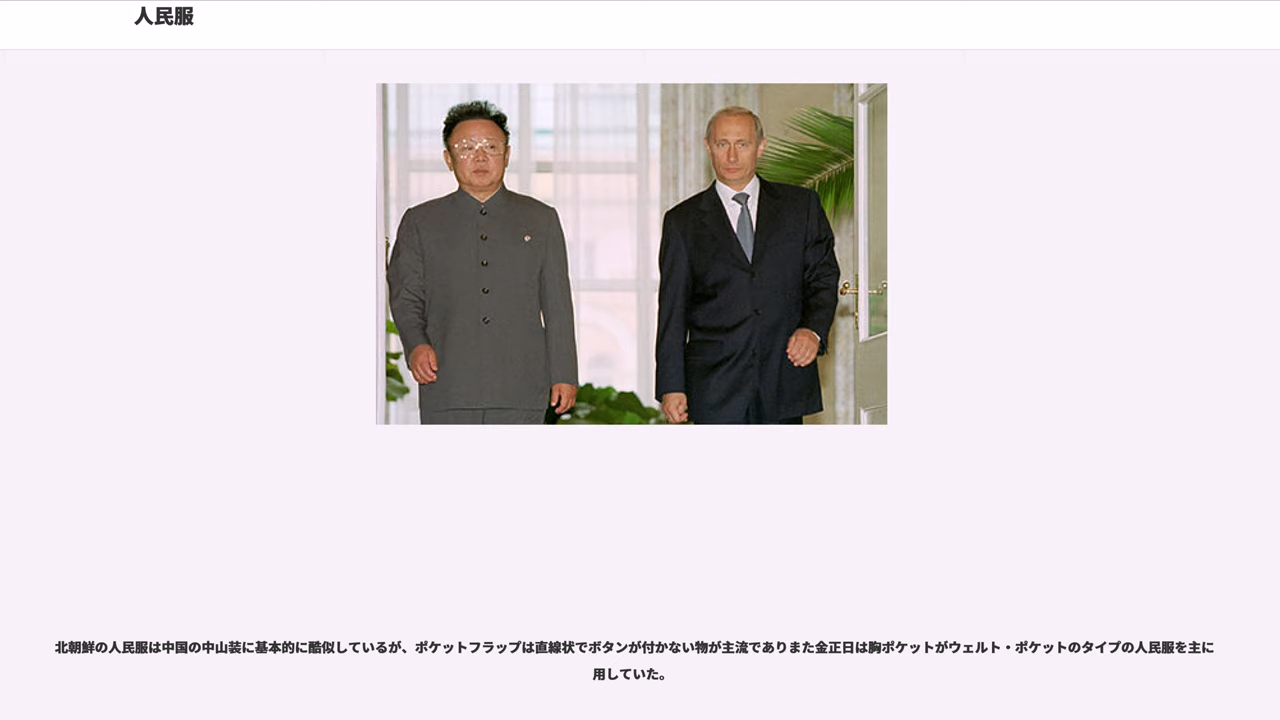 人民服
北朝鮮の人民服は中国の中山装に基本的に酷似しているが、ポケットフラップは直線状でボタンが付かない物が主流でありまた金正日は胸ポケットがウェルト・ポケットのタイプの人民服を主に
用していた。